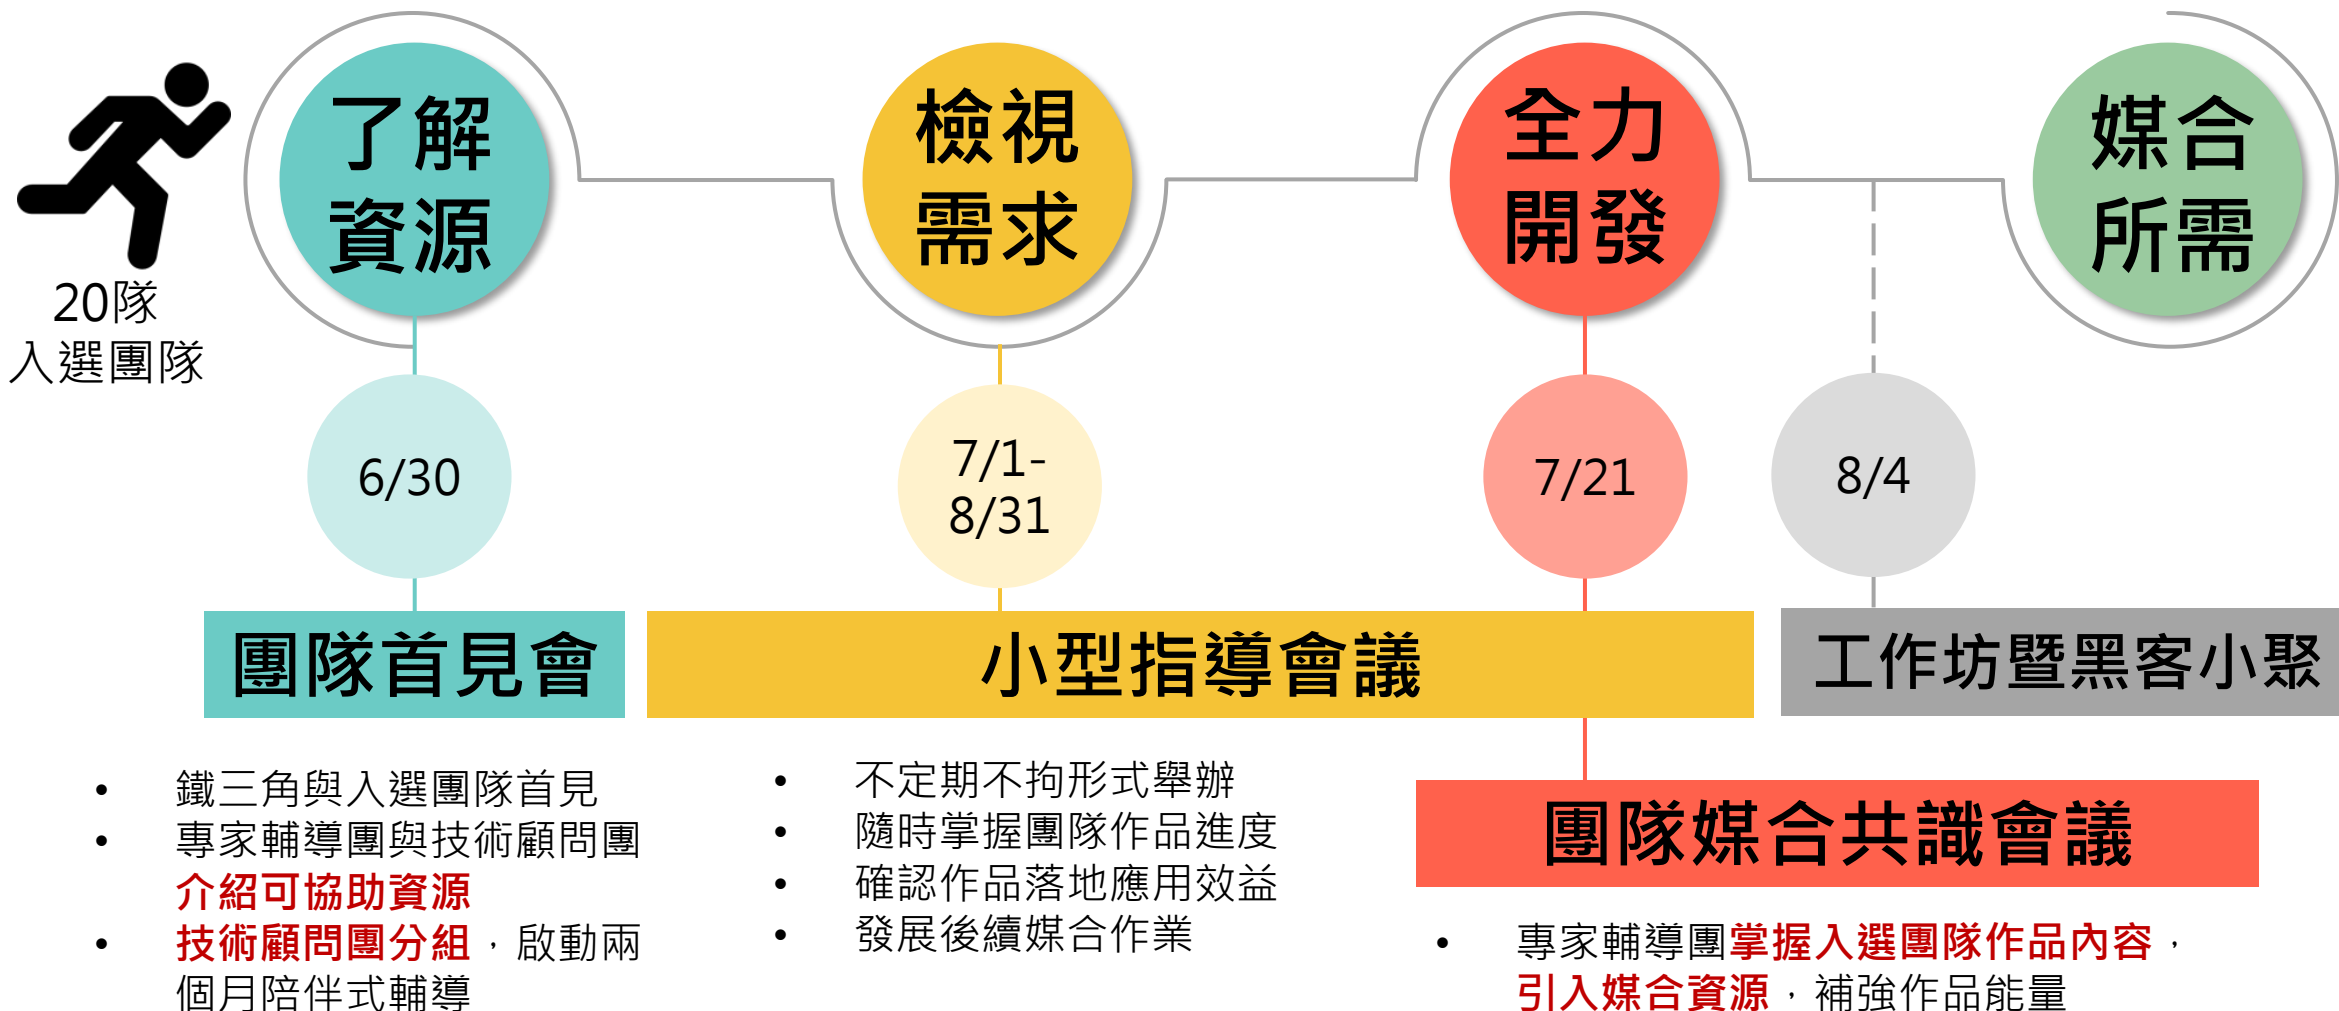 了解
資源
檢視
需求
全力
開發
媒合
所需
20隊
入選團隊
6/30
7/1-
8/31
7/21
8/4
團隊首見會
小型指導會議
工作坊暨黑客小聚
• 鐵三角與入選團隊首見
• 專家輔導團與技術顧問團
介紹可協助資源
• 技術顧問團分組，啟動兩
個月陪伴式輔導
• 不定期不拘形式舉辦
• 隨時掌握團隊作品進度
• 確認作品落地應用效益
• 發展後續媒合作業
團隊媒合共識會議
• 專家輔導團掌握入選團隊作品內容，
引入媒合資源，補強作品能量